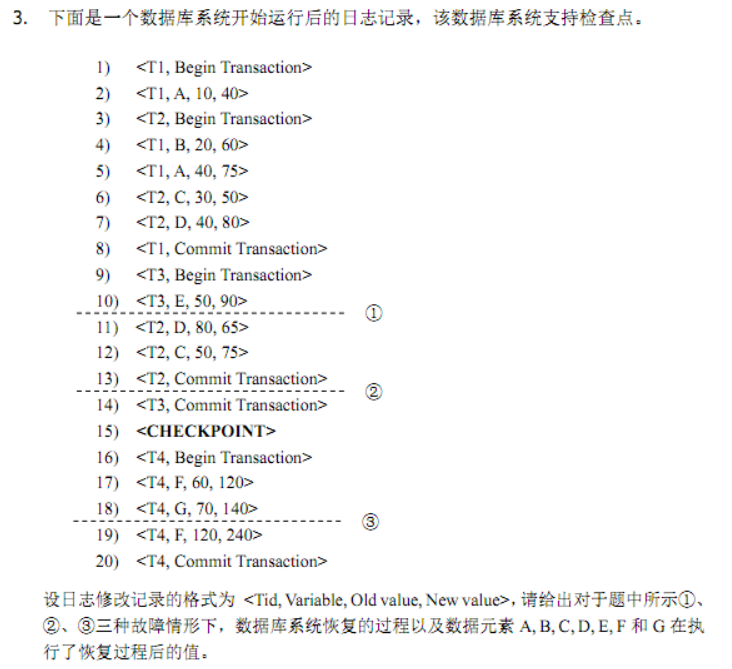 3. 下面是一个数据库系统开始运行后的日志记录，该数据库系统支持检查点。
1) <T1, Begin Transaction>
2) <T1, A, 10, 40>
3) <T2, Begin Transaction>
4) <T1, B, 20, 60>
5) <T1, A, 40, 75>
6) <T2, C, 30, 50>
7) <T2, D, 40, 80>
8) <T1, Commit Transaction>
9) <T3, Begin Transaction>
10) <T3, E, 50, 90>
①
11) <T2, D, 80, 65>
12) <T2, C, 50, 75>
13) <T2, Commit Transaction>
②
14) <T3, Commit Transaction>
15) <CHECKPOINT>
16) <T4, Begin Transaction>
17) <T4, F, 60, 120>
18) <T4, G, 70, 140>
③
19) <T4, F, 120, 240>
20) <T4, Commit Transaction>
设日志修改记录的格式为 <Tid, Variable, Old value, New value>，请给出对于题中所示①、
②、③三种故障情形下，数据库系统恢复的过程以及数据元素 A, B, C, D, E, F 和 G 在执
行了恢复过程后的值。